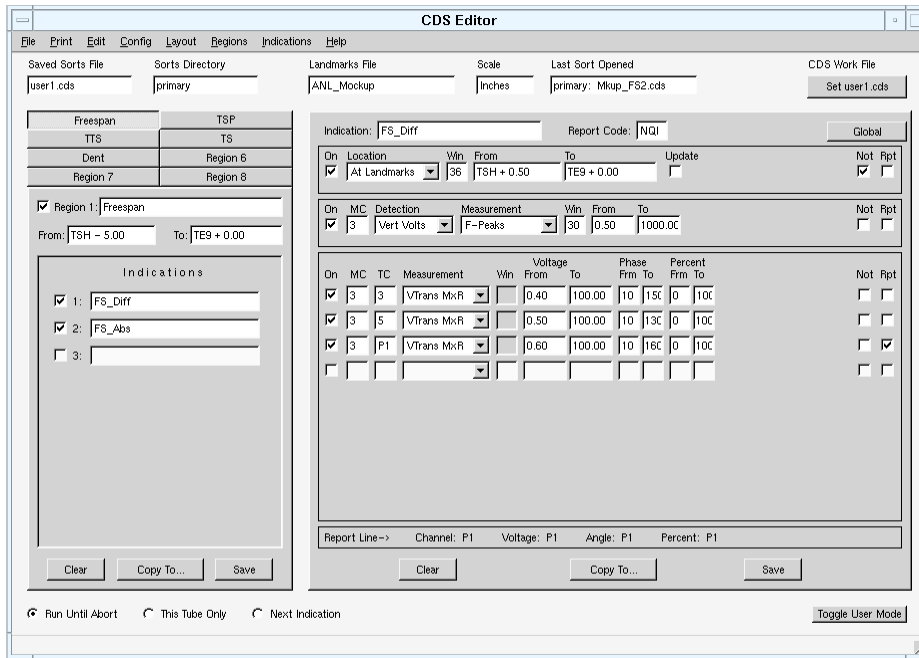 CDS Editor
File Print Edit Config Layout Regions Indications Help
Saved Sorts File Sorts Directory Landmarks File Scale Last Sort Opened CDS Work File
user1.cds primary ANL_Mockup Inches primary: Mkup_FS2.cds Set user1.cds
Freespan TSP
TTS TS
Dent Region 6
Region 7 Region 8
Region 1: Freespan
From: TSH - 5.00 To: TE9 + 0.00
Indications
1: FS_Diff
2: FS_Abs
3:
Clear Copy To... Save
Indication: FS_Diff Report Code: NQI Global
On Location Win From To Update Not Rpt
At Landmarks 36 TSH + 0.50 TE9 + 0.00
On MC Detection Measurement Win From To Not Rpt
3 Vert Volts F-Peaks 30 0.50 1000.00
Voltage Phase Percent
On MC TC Measurement Win From To Frm To Frm To Not Rpt
3 3 VTrans MxR 0.40 100.00 10 150 0 100
3 5 VTrans MxR 0.50 100.00 10 130 0 100
3 P1 VTrans MxR 0.60 100.00 10 160 0 100
Report Line-> Channel: P1 Voltage: P1 Angle: P1 Percent: P1
Clear Copy To... Save
Run Until Abort This Tube Only Next Indication Toggle User Mode